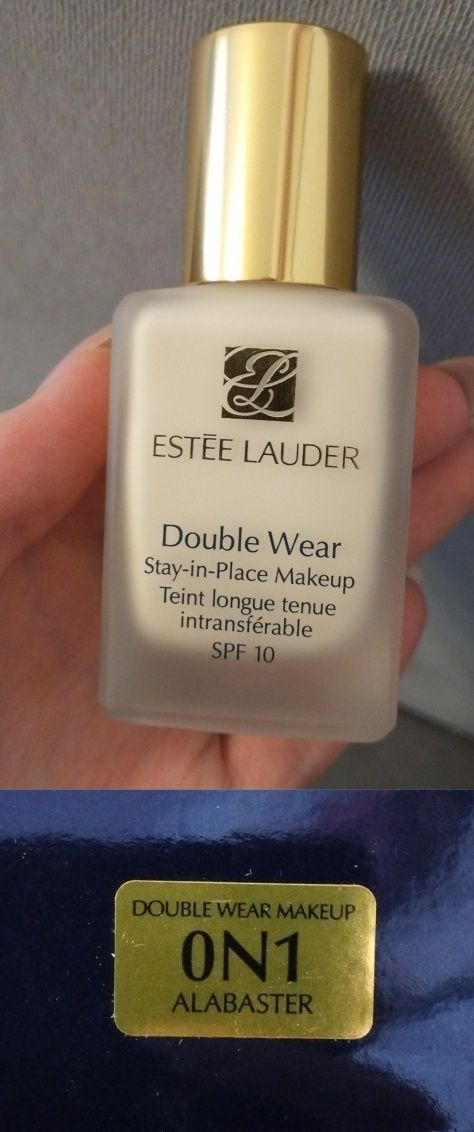 EL
ESTĒE LAUDER
Double Wear
Stay-in-Place Makeup
Teint longue tenue
intransférable
SPF 10
DOUBLE WEAR MAKEUP
0N1
ALABASTER